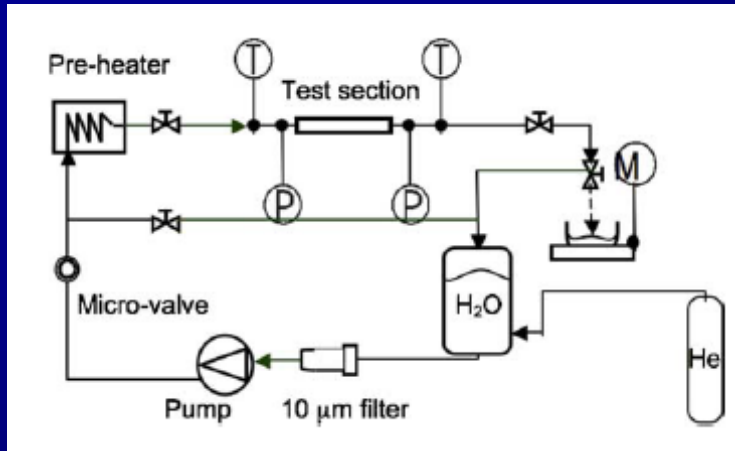 T
T
Pre-heater
Test section
M
P
P
H₂O
Micro-valve
He
Pump
10 μm filter